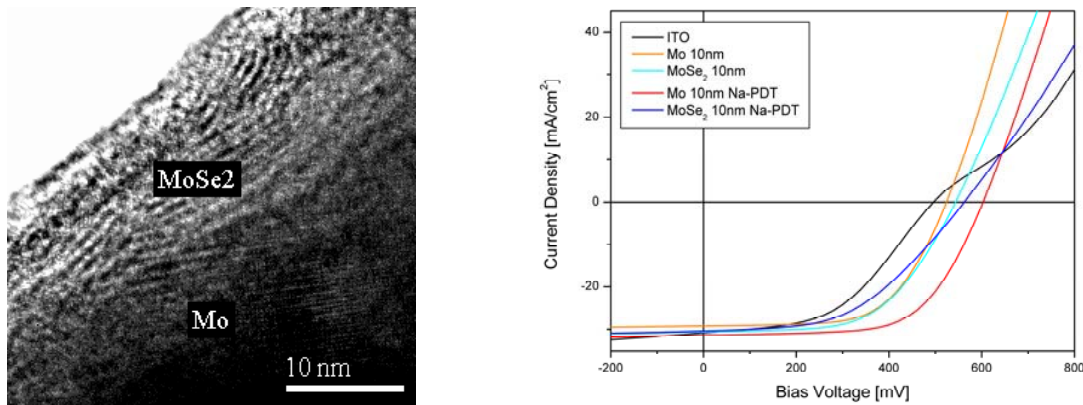 MoSe2
Mo
10 nm
ITO
Mo 10nm
MoSe₂ 10nm
Mo 10nm Na-PDT
MoSe₂ 10nm Na-PDT
Current Density [mA/cm²]
40
20
0
-20
-200
0
200
400
600
800
Bias Voltage [mV]